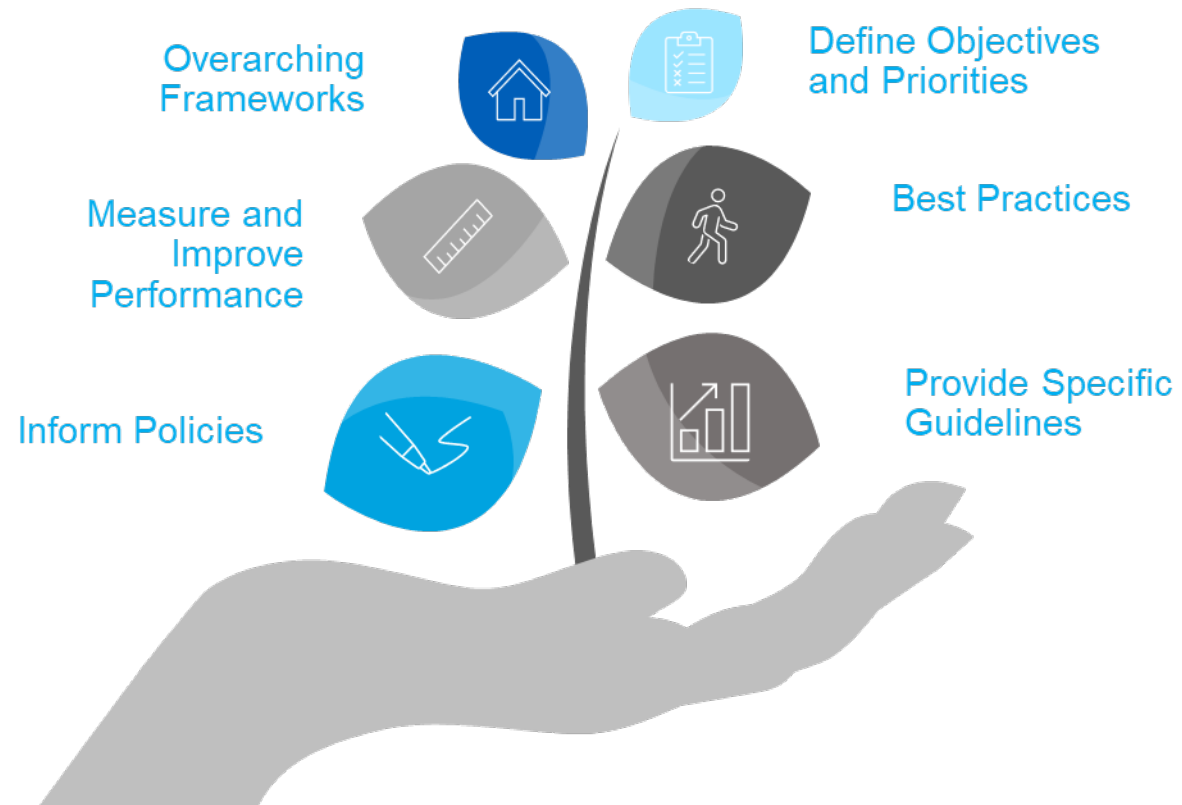 Overarching
Frameworks
Define Objectives
and Priorities
Measure and
Improve
Performance
Best Practices
Inform Policies
Provide Specific
Guidelines